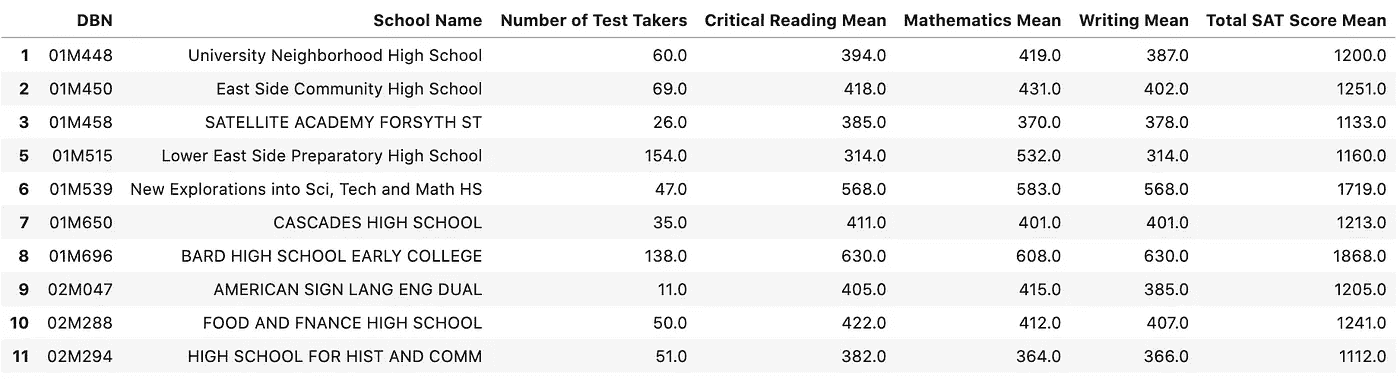 DBN School Name Number of Test Takers Critical Reading Mean Mathematics Mean Writing Mean Total SAT Score Mean
1 01M448 University Neighborhood High School 60.0 394.0 419.0 387.0 1200.0
2 01M450 East Side Community High School 69.0 418.0 431.0 402.0 1251.0
3 01M458 SATELLITE ACADEMY FORSYTH ST 26.0 385.0 370.0 378.0 1133.0
5 01M515 Lower East Side Preparatory High School 154.0 314.0 532.0 314.0 1160.0
6 01M539 New Explorations into Sci, Tech and Math HS 47.0 568.0 583.0 568.0 1719.0
7 01M650 CASCADES HIGH SCHOOL 35.0 411.0 401.0 401.0 1213.0
8 01M696 BARD HIGH SCHOOL EARLY COLLEGE 138.0 630.0 608.0 630.0 1868.0
9 02M047 AMERICAN SIGN LANG ENG DUAL 11.0 405.0 415.0 385.0 1205.0
10 02M288 FOOD AND FNANCE HIGH SCHOOL 50.0 422.0 412.0 407.0 1241.0
11 02M294 HIGH SCHOOL FOR HIST AND COMM 51.0 382.0 364.0 366.0 1112.0